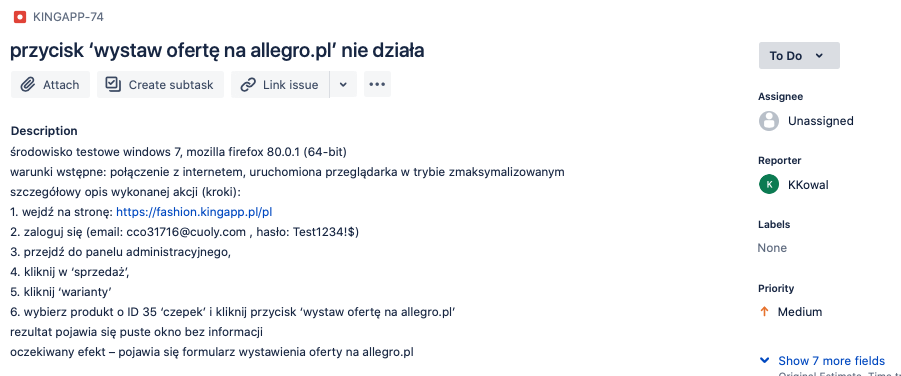 KINGAPP-74
przycisk ‘wystaw ofertę na allegro.pl’ nie działa
Attach
Create subtask
Link issue
Description
środowisko testowe windows 7, mozilla firefox 80.0.1 (64-bit)
warunki wstępne: połączenie z internetem, uruchomiona przeglądarka w trybie zmaksymalizowanym
szczegółowy opis wykonanej akcji (kroki):
1. wejdź na stronę: https://fashion.kingapp.pl/pl
2. zaloguj się (email: cco31716@cuoly.com , hasło: Test1234!$)
3. przejdź do panelu administracyjnego,
4. kliknij w ‘sprzedaż’,
5. kliknij ‘warianty’
6. wybierz produkt o ID 35 ‘czepek’ i kliknij przycisk ‘wystaw ofertę na allegro.pl’
rezultat pojawia się puste okno bez informacji
oczekiwany efekt – pojawia się formularz wystawienia oferty na allegro.pl
To Do
Assignee
Unassigned
Reporter
K KKowal
Labels
None
Priority
Medium
Show 7 more fields
Original Estimate, Time tr